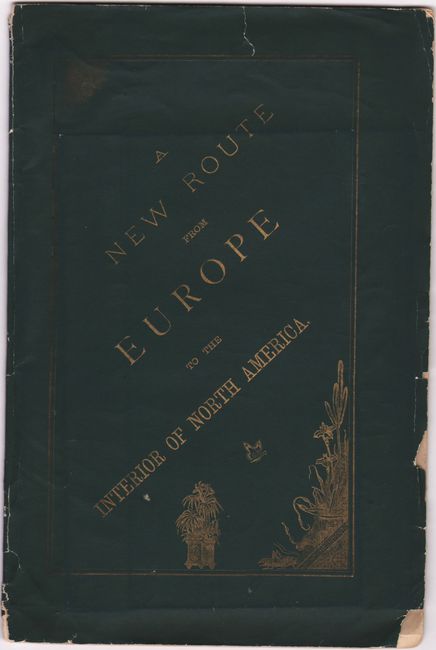 A
NEW ROUTE
FROM
EUROPE
TO THE
INTERIOR OF NORTH AMERICA.